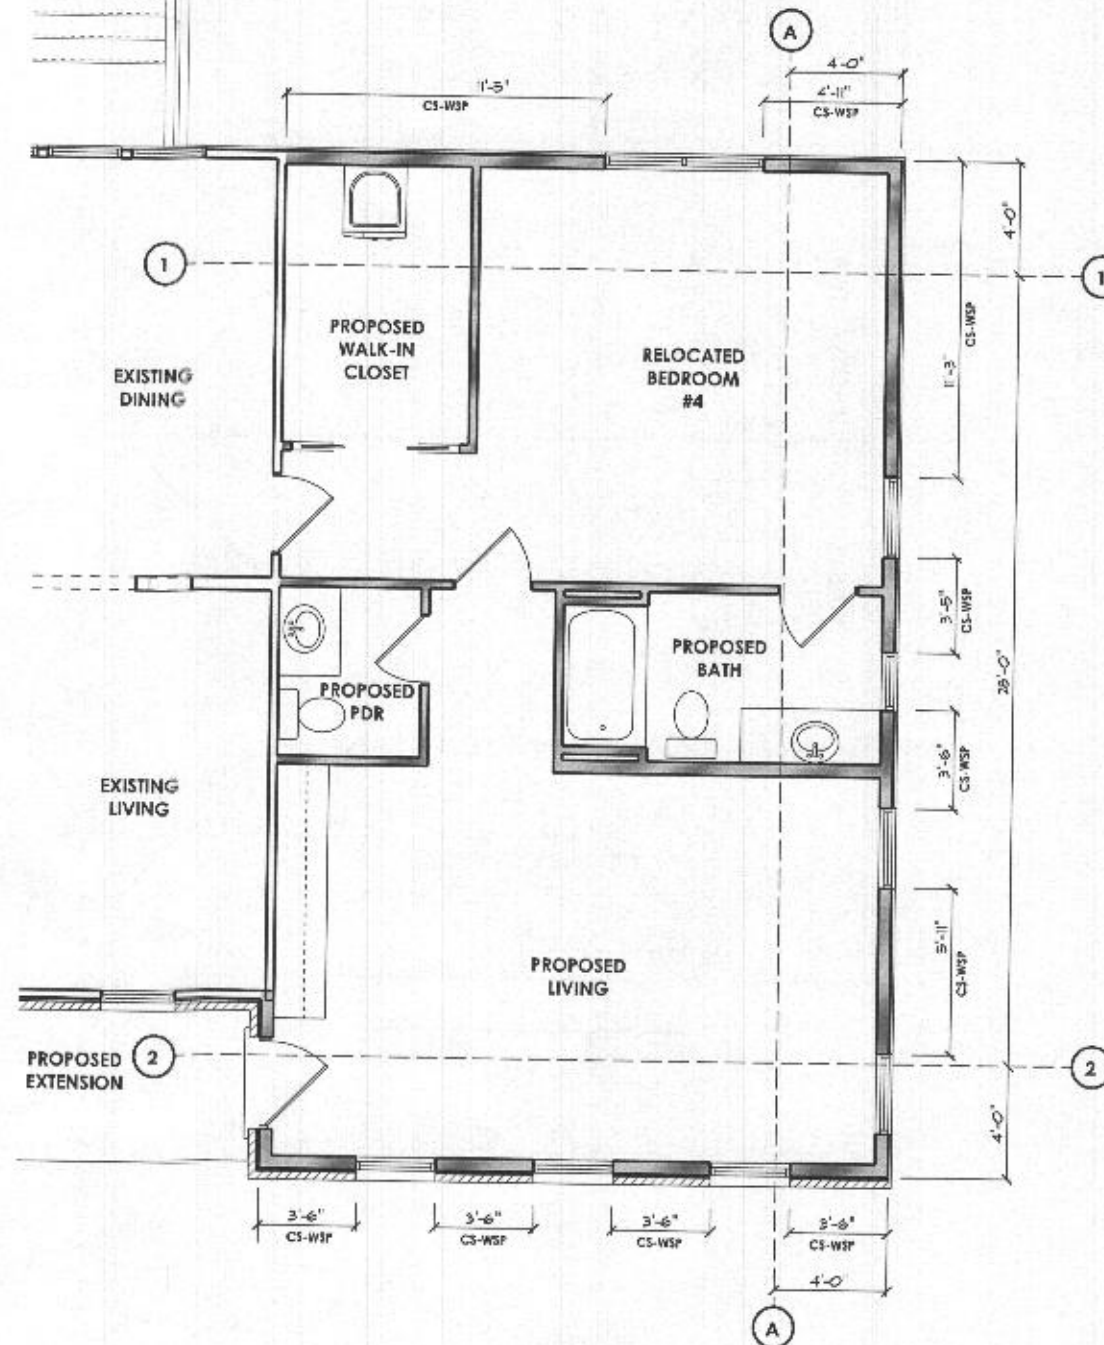 A
4'-0"
11'-5"
CS-WSP
4'-11"
CS-WSP
4'-0"
1
1
CS-WSP
11'-3"
PROPOSED
WALK-IN
CLOSET
RELOCATED
BEDROOM
#4
EXISTING
DINING
3'-5"
CS-WSP
PROPOSED
BATH
28'-0"
PROPOSED
PDR
3'-6"
CS-WSP
EXISTING
LIVING
5'-11"
CS-WSP
PROPOSED
LIVING
PROPOSED
EXTENSION
2
2
4'-0"
3'-6"
CS-WSP
3'-6"
CS-WSP
3'-6"
CS-WSP
3'-6"
CS-WSP
4'-0
A